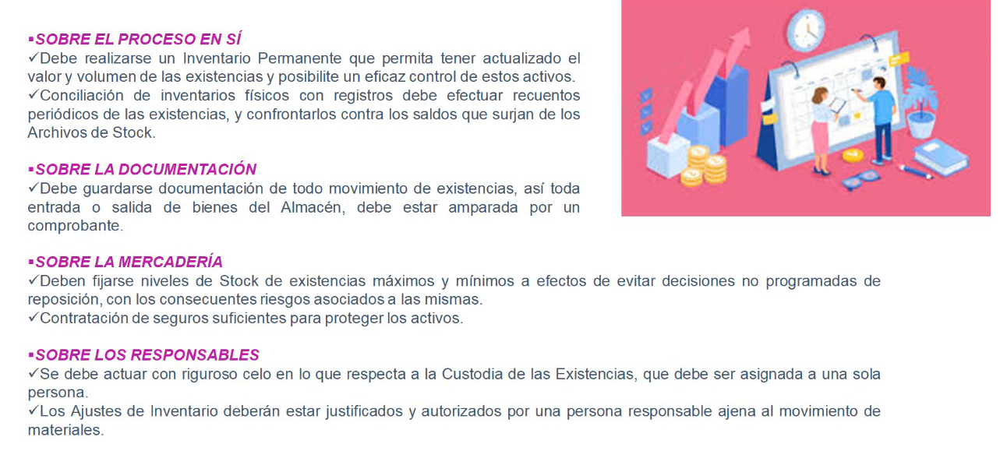 ▪SOBRE EL PROCESO EN SÍ
✓Debe realizarse un Inventario Permanente que permita tener actualizado el
valor y volumen de las existencias y posibilite un eficaz control de estos activos.
✓Conciliación de inventarios físicos con registros debe efectuar recuentos
periódicos de las existencias, y confrontarlos contra los saldos que surjan de los
Archivos de Stock.
▪SOBRE LA DOCUMENTACIÓN
✓Debe guardarse documentación de todo movimiento de existencias, así toda
entrada o salida de bienes del Almacén, debe estar amparada por un
comprobante.
▪SOBRE LA MERCADERÍA
✓Deben fijarse niveles de Stock de existencias máximos y mínimos a efectos de evitar decisiones no programadas de
reposición, con los consecuentes riesgos asociados a las mismas.
✓Contratación de seguros suficientes para proteger los activos.
▪SOBRE LOS RESPONSABLES
✓Se debe actuar con riguroso celo en lo que respecta a la Custodia de las Existencias, que debe ser asignada a una sola
persona.
✓Los Ajustes de Inventario deberán estar justificados y autorizados por una persona responsable ajena al movimiento de
materiales.